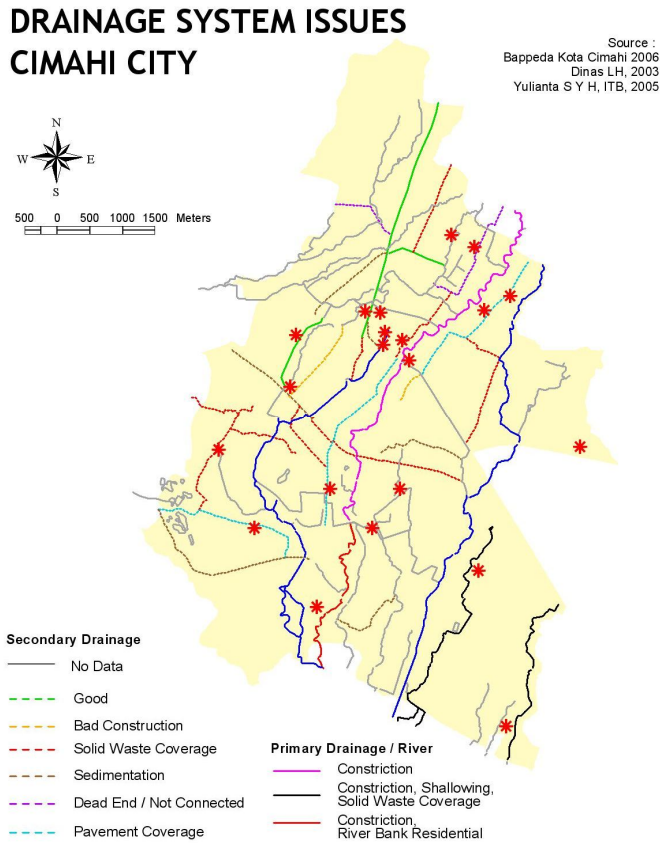 DRAINAGE SYSTEM ISSUES
CIMAHI CITY
Source :
Bappeda Kota Cimahi 2006
Dinas LH, 2003
Yulianta S Y H, ITB, 2005
N
W E
S
500 0 500 1000 1500 Meters
Secondary Drainage
No Data
Good
Bad Construction
Solid Waste Coverage
Sedimentation
Dead End / Not Connected
Pavement Coverage
Primary Drainage / River
Constriction
Constriction, Shallowing,
Solid Waste Coverage
Constriction,
River Bank Residential